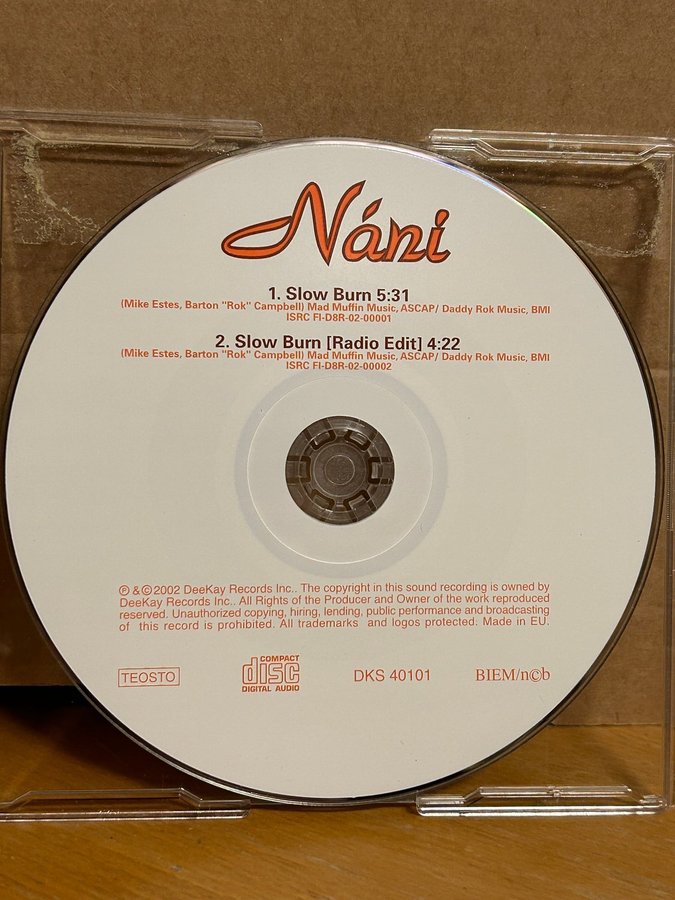 Náni
1. Slow Burn 5:31
(Mike Estes, Barton "Rok" Campbell) Mad Muffin Music, ASCAP/ Daddy Rok Music, BMI
ISRC FI-D8R-02-00001
2. Slow Burn [Radio Edit] 4:22
(Mike Estes, Barton "Rok" Campbell) Mad Muffin Music, ASCAP/ Daddy Rok Music, BMI
ISRC FI-D8R-02-00002
℗ &©2002 DeeKay Records Inc.. The copyright in this sound recording is owned by
DeeKay Records Inc.. All Rights of the Producer and Owner of the work reproduced
reserved. Unauthorized copying, hiring, lending, public performance and broadcasting
of this record is prohibited. All trademarks and logos protected. Made in EU.
TEOSTO
COMPACT
disc
DIGITAL AUDIO
DKS 40101
BIEM/n©b